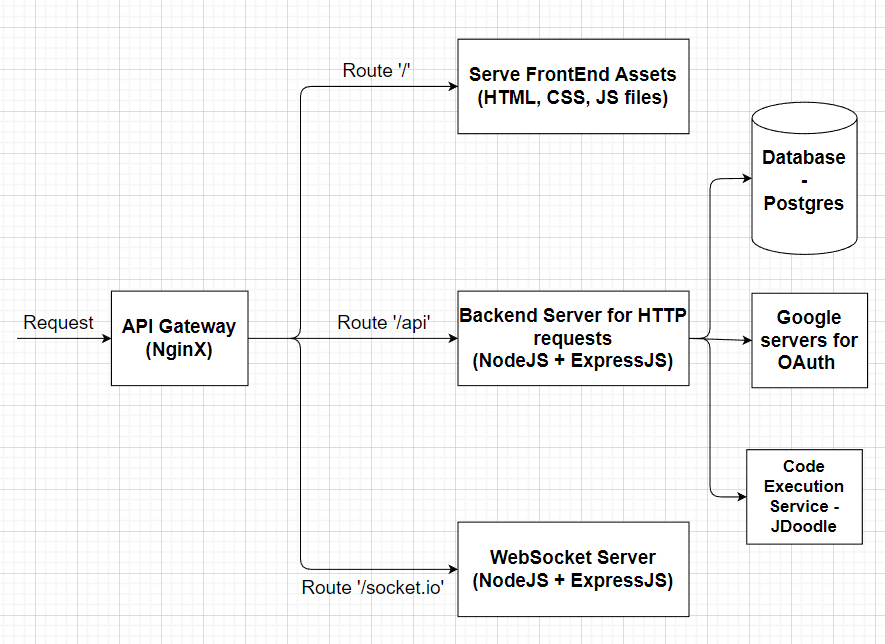 Route '/'
Serve FrontEnd Assets
(HTML, CSS, JS files)
Database
-
Postgres
Request
API Gateway
(NginX)
Route '/api'
Backend Server for HTTP
requests
(NodeJS + ExpressJS)
Google
servers for
OAuth
Code
Execution
Service -
JDoodle
Route '/socket.io'
WebSocket Server
(NodeJS + ExpressJS)